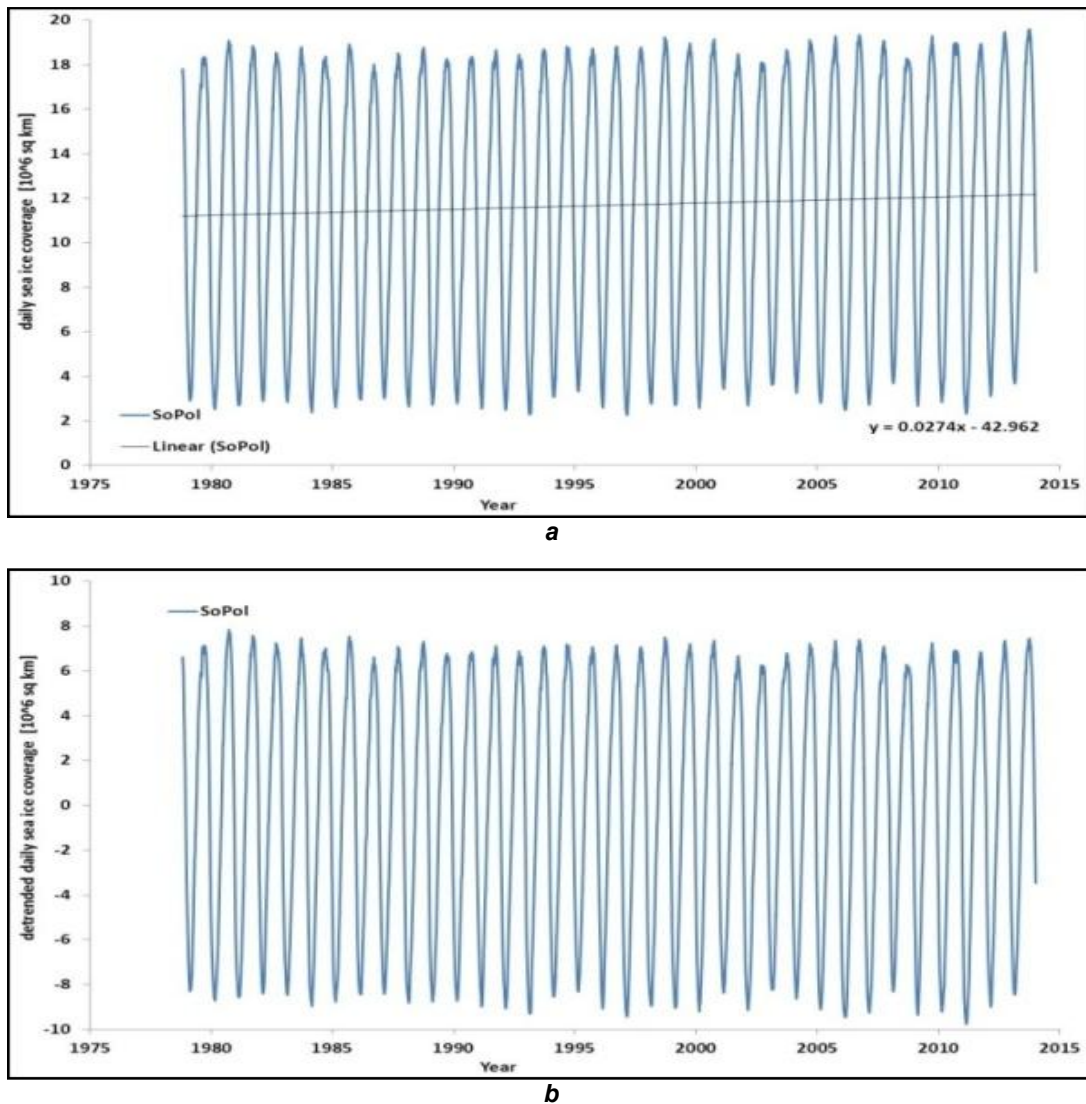 20
18
16
14
12
10
8
6
4
2
0
daily sea ice coverage [10^6 sq km]
SoPol
Linear (SoPol)
y = 0.0274x - 42.962
1975 1980 1985 1990 1995 2000 2005 2010 2015
Year
a
10
8
6
4
2
0
-2
-4
-6
-8
-10
detrended daily sea ice coverage [10^6 sq km]
SoPol
1975 1980 1985 1990 1995 2000 2005 2010 2015
Year
b